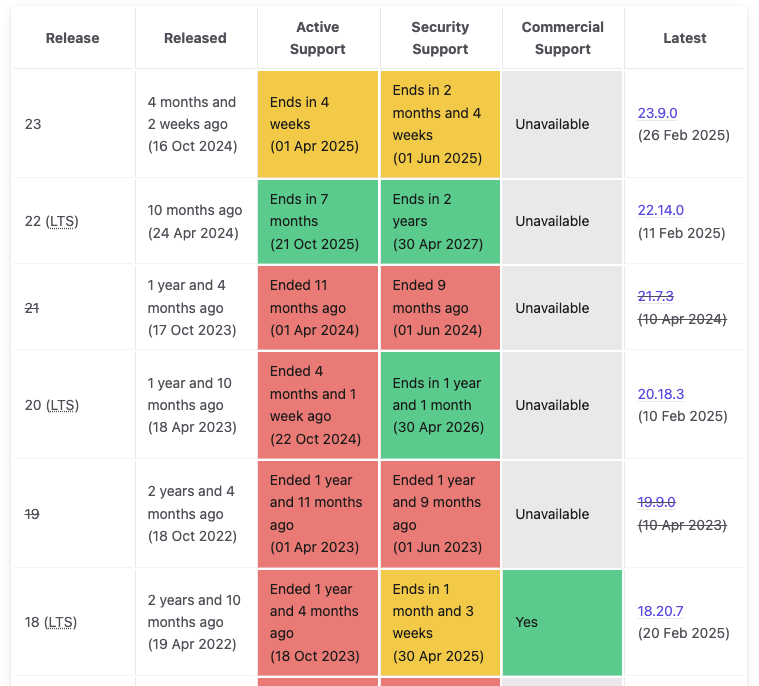 Release
Released
Active
Support
Security
Support
Commercial
Support
Latest
23
4 months and
2 weeks ago
(16 Oct 2024)
Ends in 4
weeks
(01 Apr 2025)
Ends in 2
months and 4
weeks
(01 Jun 2025)
Unavailable
23.9.0
(26 Feb 2025)
22 (LTS)
10 months ago
(24 Apr 2024)
Ends in 7
months
(21 Oct 2025)
Ends in 2
years
(30 Apr 2027)
Unavailable
22.14.0
(11 Feb 2025)
21
1 year and 4
months ago
(17 Oct 2023)
Ended 11
months ago
(01 Apr 2024)
Ended 9
months ago
(01 Jun 2024)
Unavailable
21.7.3
(10 Apr 2024)
20 (LTS)
1 year and 10
months ago
(18 Apr 2023)
Ended 4
months and 1
week ago
(22 Oct 2024)
Ends in 1 year
and 1 month
(30 Apr 2026)
Unavailable
20.18.3
(10 Feb 2025)
19
2 years and 4
months ago
(18 Oct 2022)
Ended 1 year
and 11 months
ago
(01 Apr 2023)
Ended 1 year
and 9 months
ago
(01 Jun 2023)
Unavailable
19.9.0
(10 Apr 2023)
18 (LTS)
2 years and 10
months ago
(19 Apr 2022)
Ended 1 year
and 4 months
ago
(18 Oct 2023)
Ends in 1
month and 3
weeks
(30 Apr 2025)
Yes
18.20.7
(20 Feb 2025)